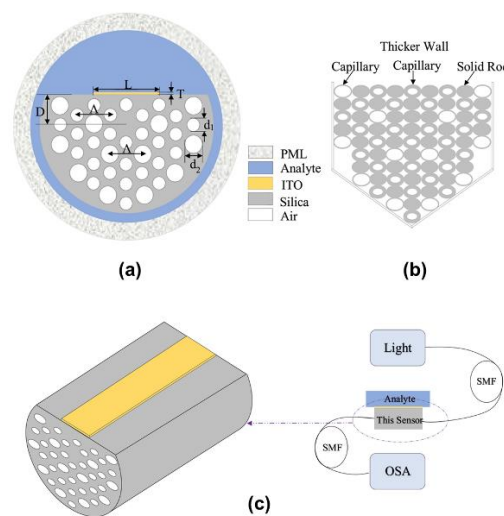 L
T
D
Λ
d1
Λ
d2
PML
Analyte
ITO
Silica
Air
(a)
Thicker Wall
Capillary Capillary Solid Rod
(b)
Light
SMF
Analyte
This Sensor
SMF
OSA
(c)